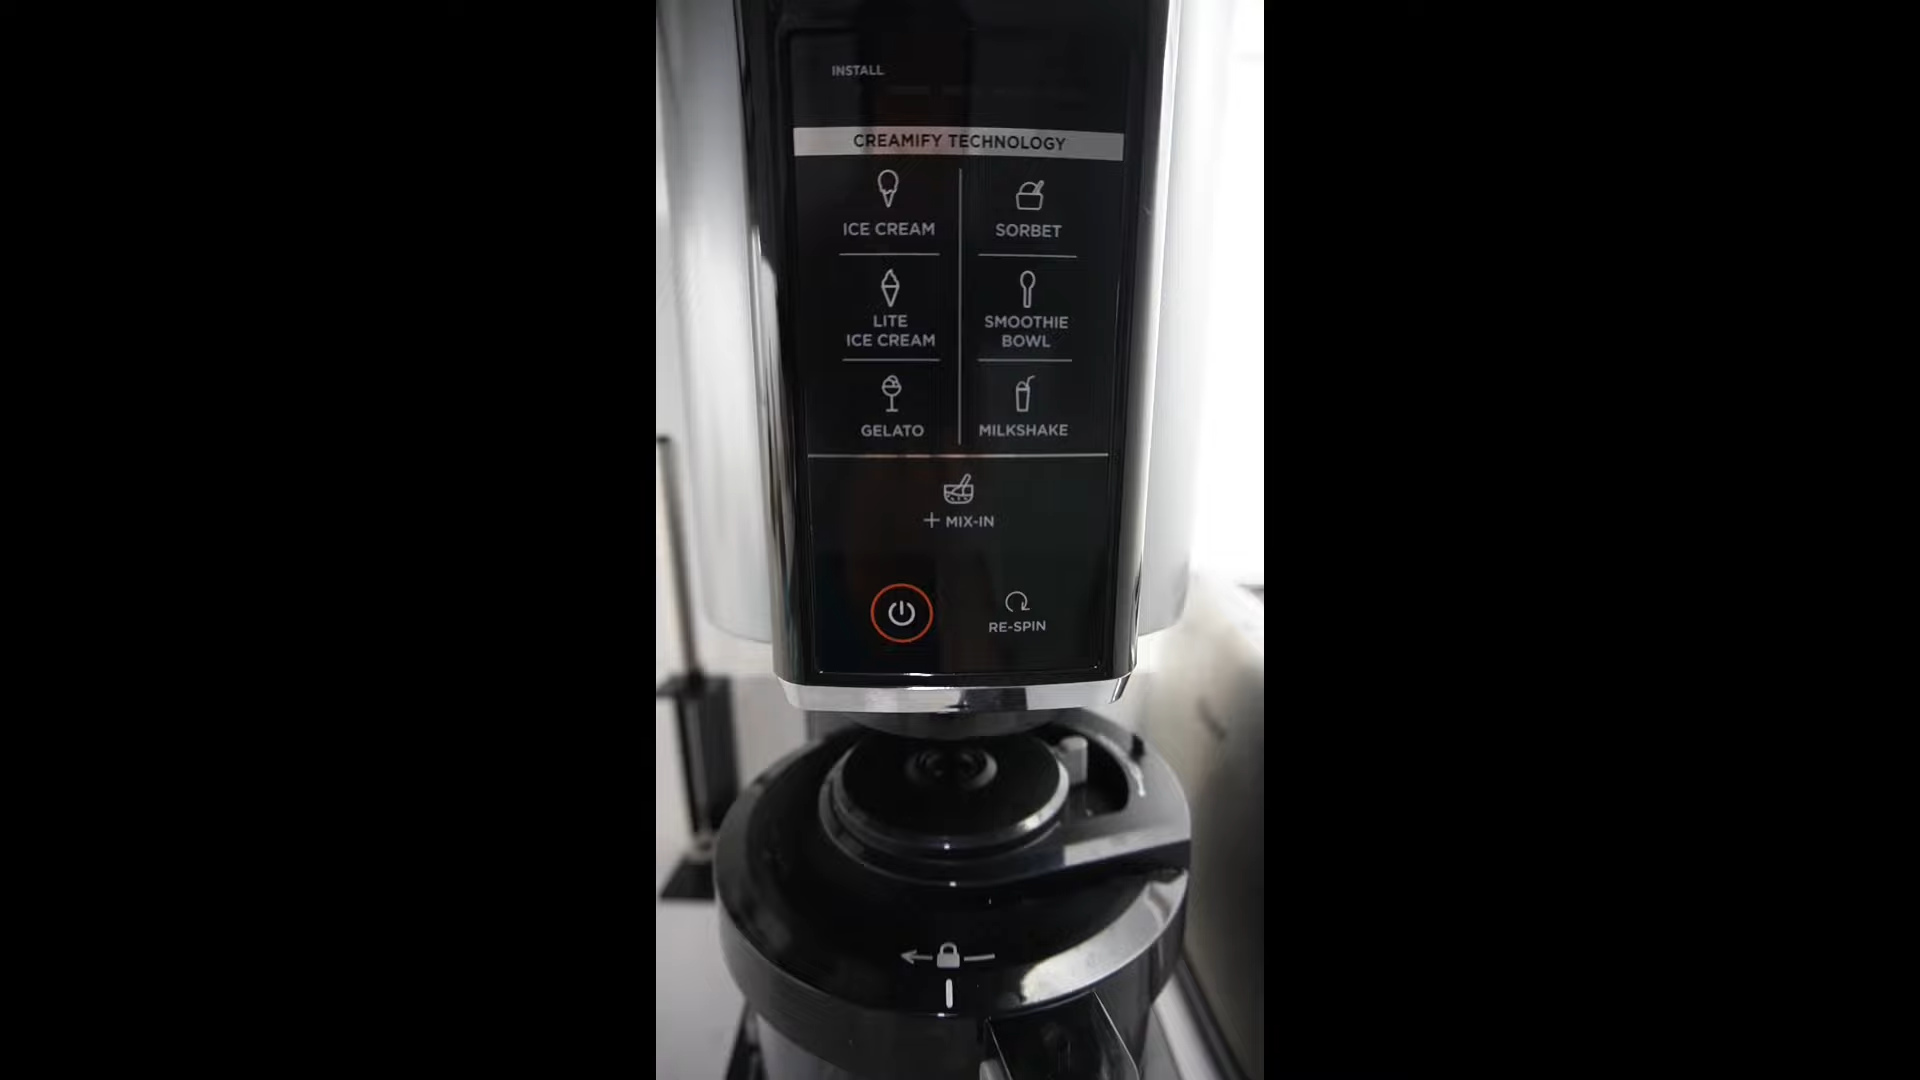 INSTALL
CREAMIFY TECHNOLOGY
ICE CREAM
SORBET
LITE
ICE CREAM
SMOOTHIE
BOWL
GELATO
MILKSHAKE
+ MIX-IN
RE-SPIN